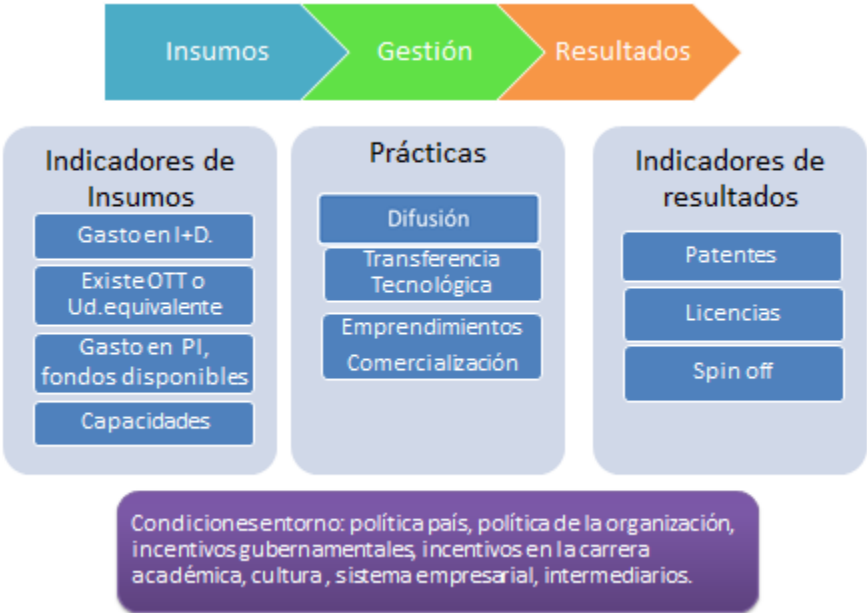 Insumos
Gestión
Resultados
Indicadores de
Insumos
Gasto en I+D.
Existe OTT o
Ud.equivalente
Gasto en PI,
fondos disponibles
Capacidades
Prácticas
Difusión
Transferencia
Tecnológica
Emprendimientos
Comercialización
Indicadores de
resultados
Patentes
Licencias
Spin off
Condiciones entorno: política país, política de la organización,
incentivos gubernamentales, incentivos en la carrera
académica, cultura , sistema empresarial, intermediarios.